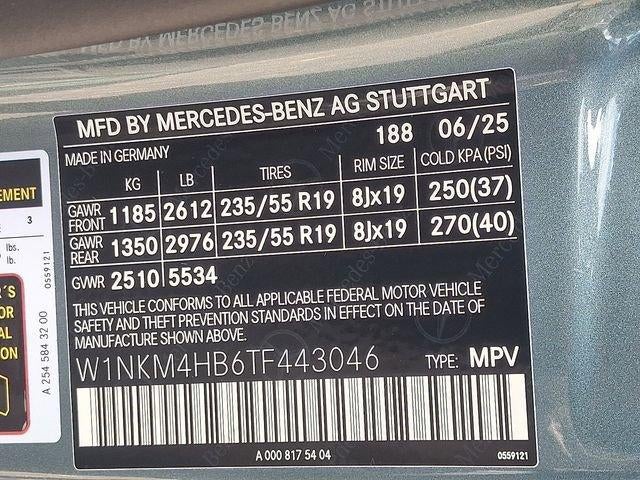 MFD BY MERCEDES-BENZ AG STUTTGART
188 06/25
MADE IN GERMANY
KG LB TIRES RIM SIZE COLD KPA (PSI)
GAWR FRONT 1185 2612 235/55 R19 8Jx19 250(37)
GAWR REAR 1350 2976 235/55 R19 8Jx19 270(40)
GVWR 2510 5534
THIS VEHICLE CONFORMS TO ALL APPLICABLE FEDERAL MOTOR VEHICLE
SAFETY AND THEFT PREVENTION STANDARDS IN EFFECT ON THE DATE OF
MANUFACTURE SHOWN ABOVE.
W1NKM4HB6TF443046 TYPE: MPV
A 000 817 54 04
0559121
EMENT
3
lbs.
lb.
0559121
A 254 584 32 00
R'S
OR
AL
ON